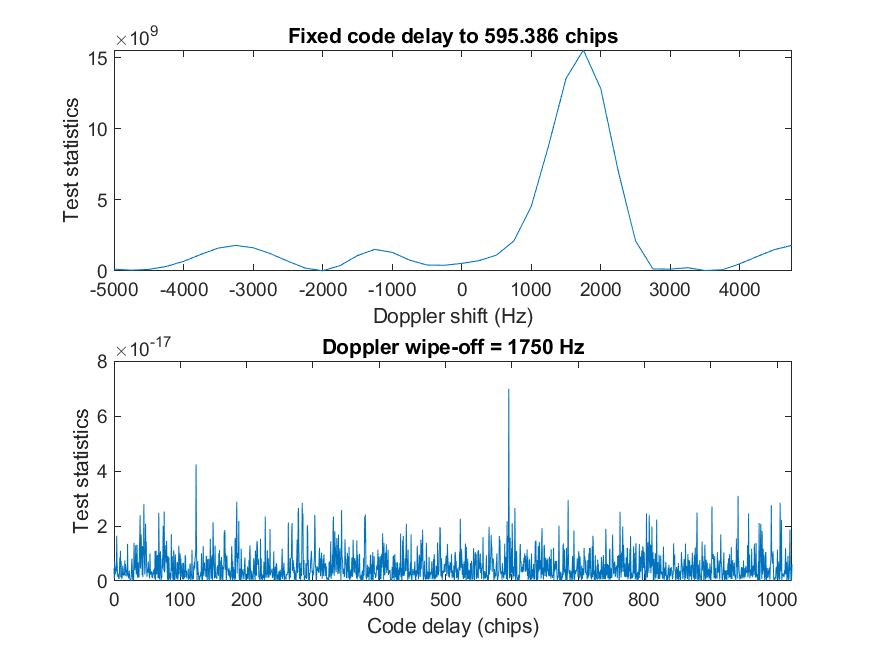 ×10^9
Fixed code delay to 595.386 chips
15
10
5
0
Test statistics
-5000 -4000 -3000 -2000 -1000 0 1000 2000 3000 4000
Doppler shift (Hz)
×10^-17
Doppler wipe-off = 1750 Hz
8
6
4
2
0
Test statistics
0 100 200 300 400 500 600 700 800 900 1000
Code delay (chips)